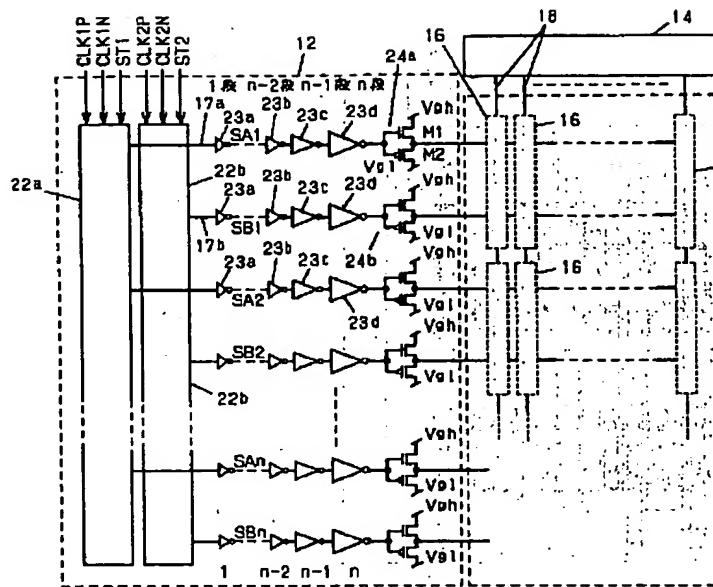 CLK1P
CLK1N
ST1
CLK2P
CLK2N
ST2
12
16
18
14
24a
1段 n-2段 n-1段 n段
17a
23a
SA1
23b
23c
23d
Vgh
M1
M2
Vgl
16
22a
22b
23a
23b
23c
23d
Vgh
17b
SB1
24b
Vgl
23a
23b
23c
Vgh
SA2
23d
Vgl
16
SB2
Vgh
Vgl
22b
SAn
Vgh
Vgl
SBn
Vgh
Vgl
1 n-2 n-1 n